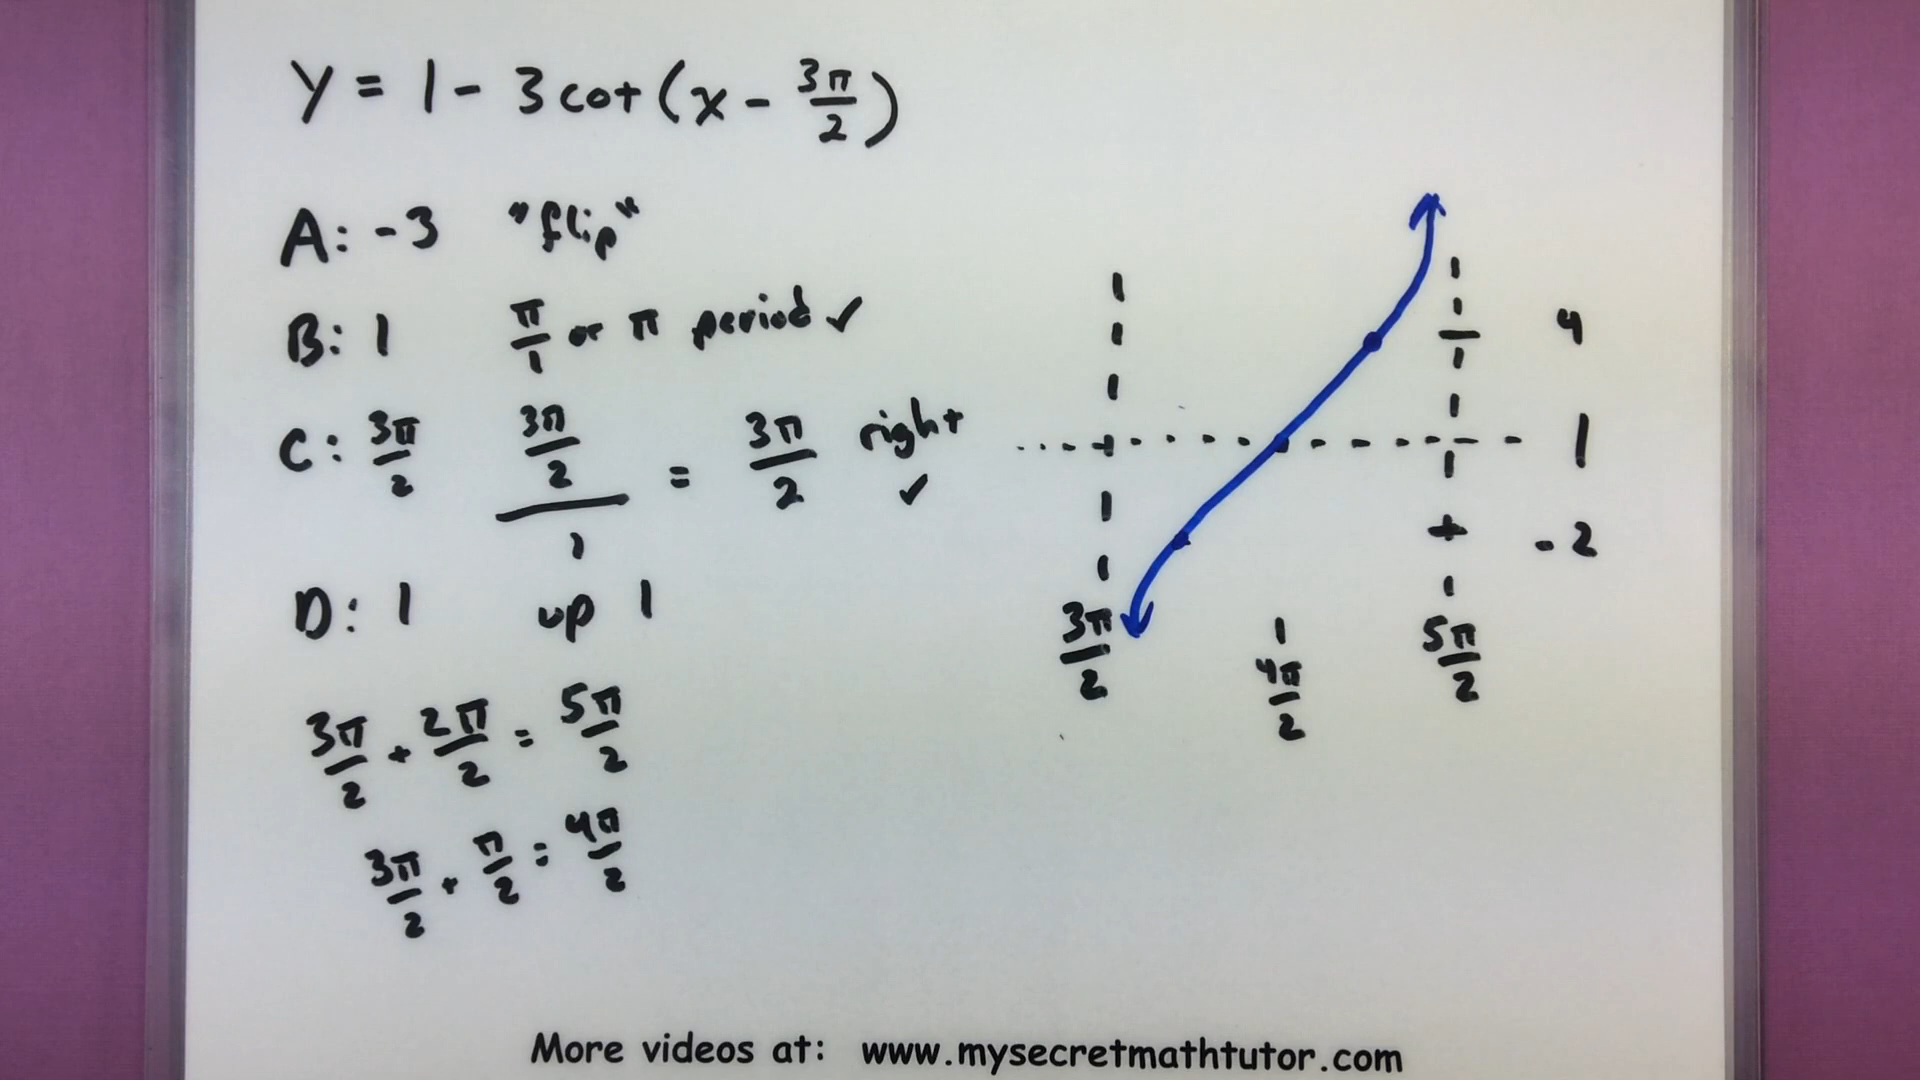 y = 1 - 3 cot (x - 3π/2)
A: -3 "flip"
B: 1 π/1 or π period ✓
C: 3π/2 (3π/2)/1 = 3π/2 right ✓
D: 1 up 1
3π/2 + 2π/2 = 5π/2
3π/2 + π/2 = 4π/2
4
1
-2
3π/2 4π/2 5π/2
More videos at: www.mysecretmathtutor.com